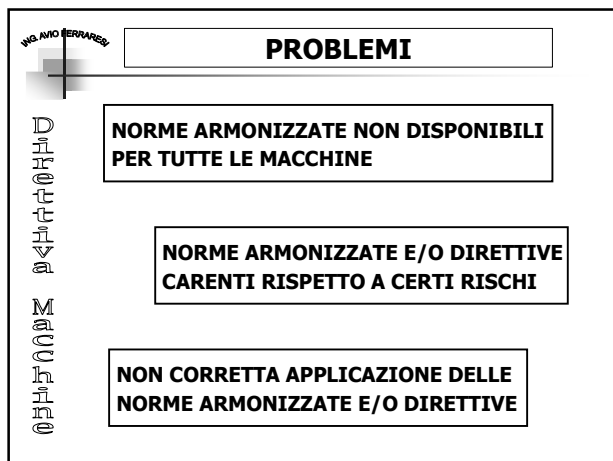 ING. AVIO FERRARESI
PROBLEMI
Direttiva Macchine
NORME ARMONIZZATE NON DISPONIBILI
PER TUTTE LE MACCHINE
NORME ARMONIZZATE E/O DIRETTIVE
CARENTI RISPETTO A CERTI RISCHI
NON CORRETTA APPLICAZIONE DELLE
NORME ARMONIZZATE E/O DIRETTIVE